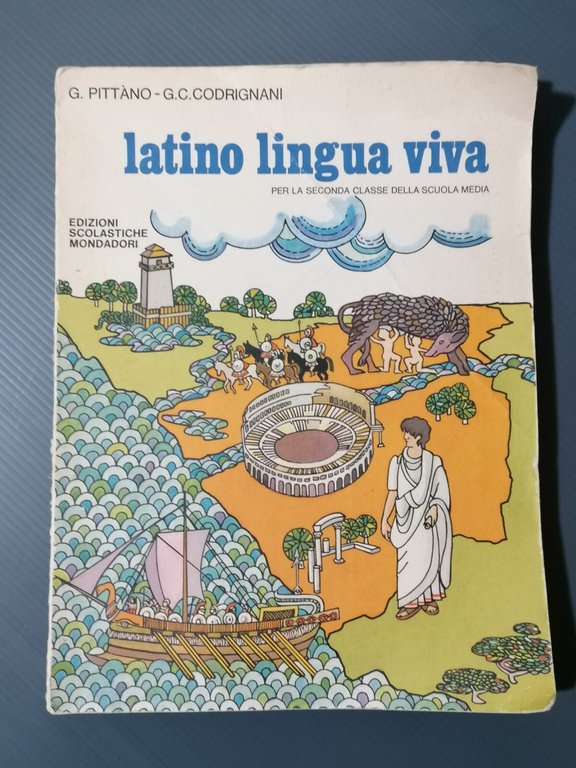 G. PITTÀNO - G.C. CODRIGNANI
latino lingua viva
PER LA SECONDA CLASSE DELLA SCUOLA MEDIA
EDIZIONI
SCOLASTICHE
MONDADORI